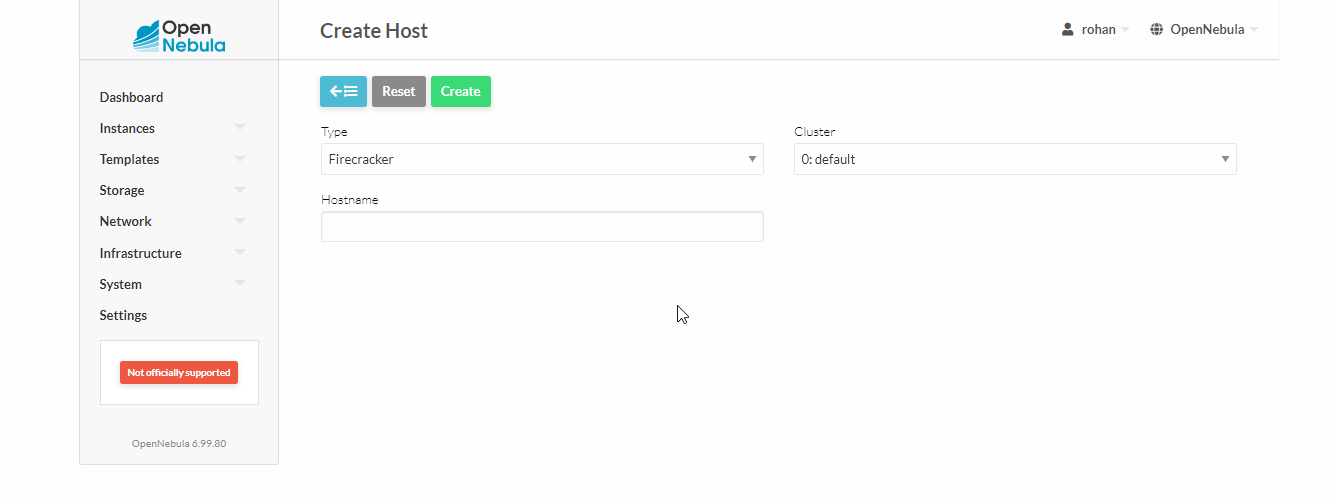 Open
Nebula
Create Host
rohan
OpenNebula
Dashboard
Instances
Templates
Storage
Network
Infrastructure
System
Settings
Not officially supported
OpenNebula 6.99.80
Reset
Create
Type
Cluster
Firecracker
0: default
Hostname